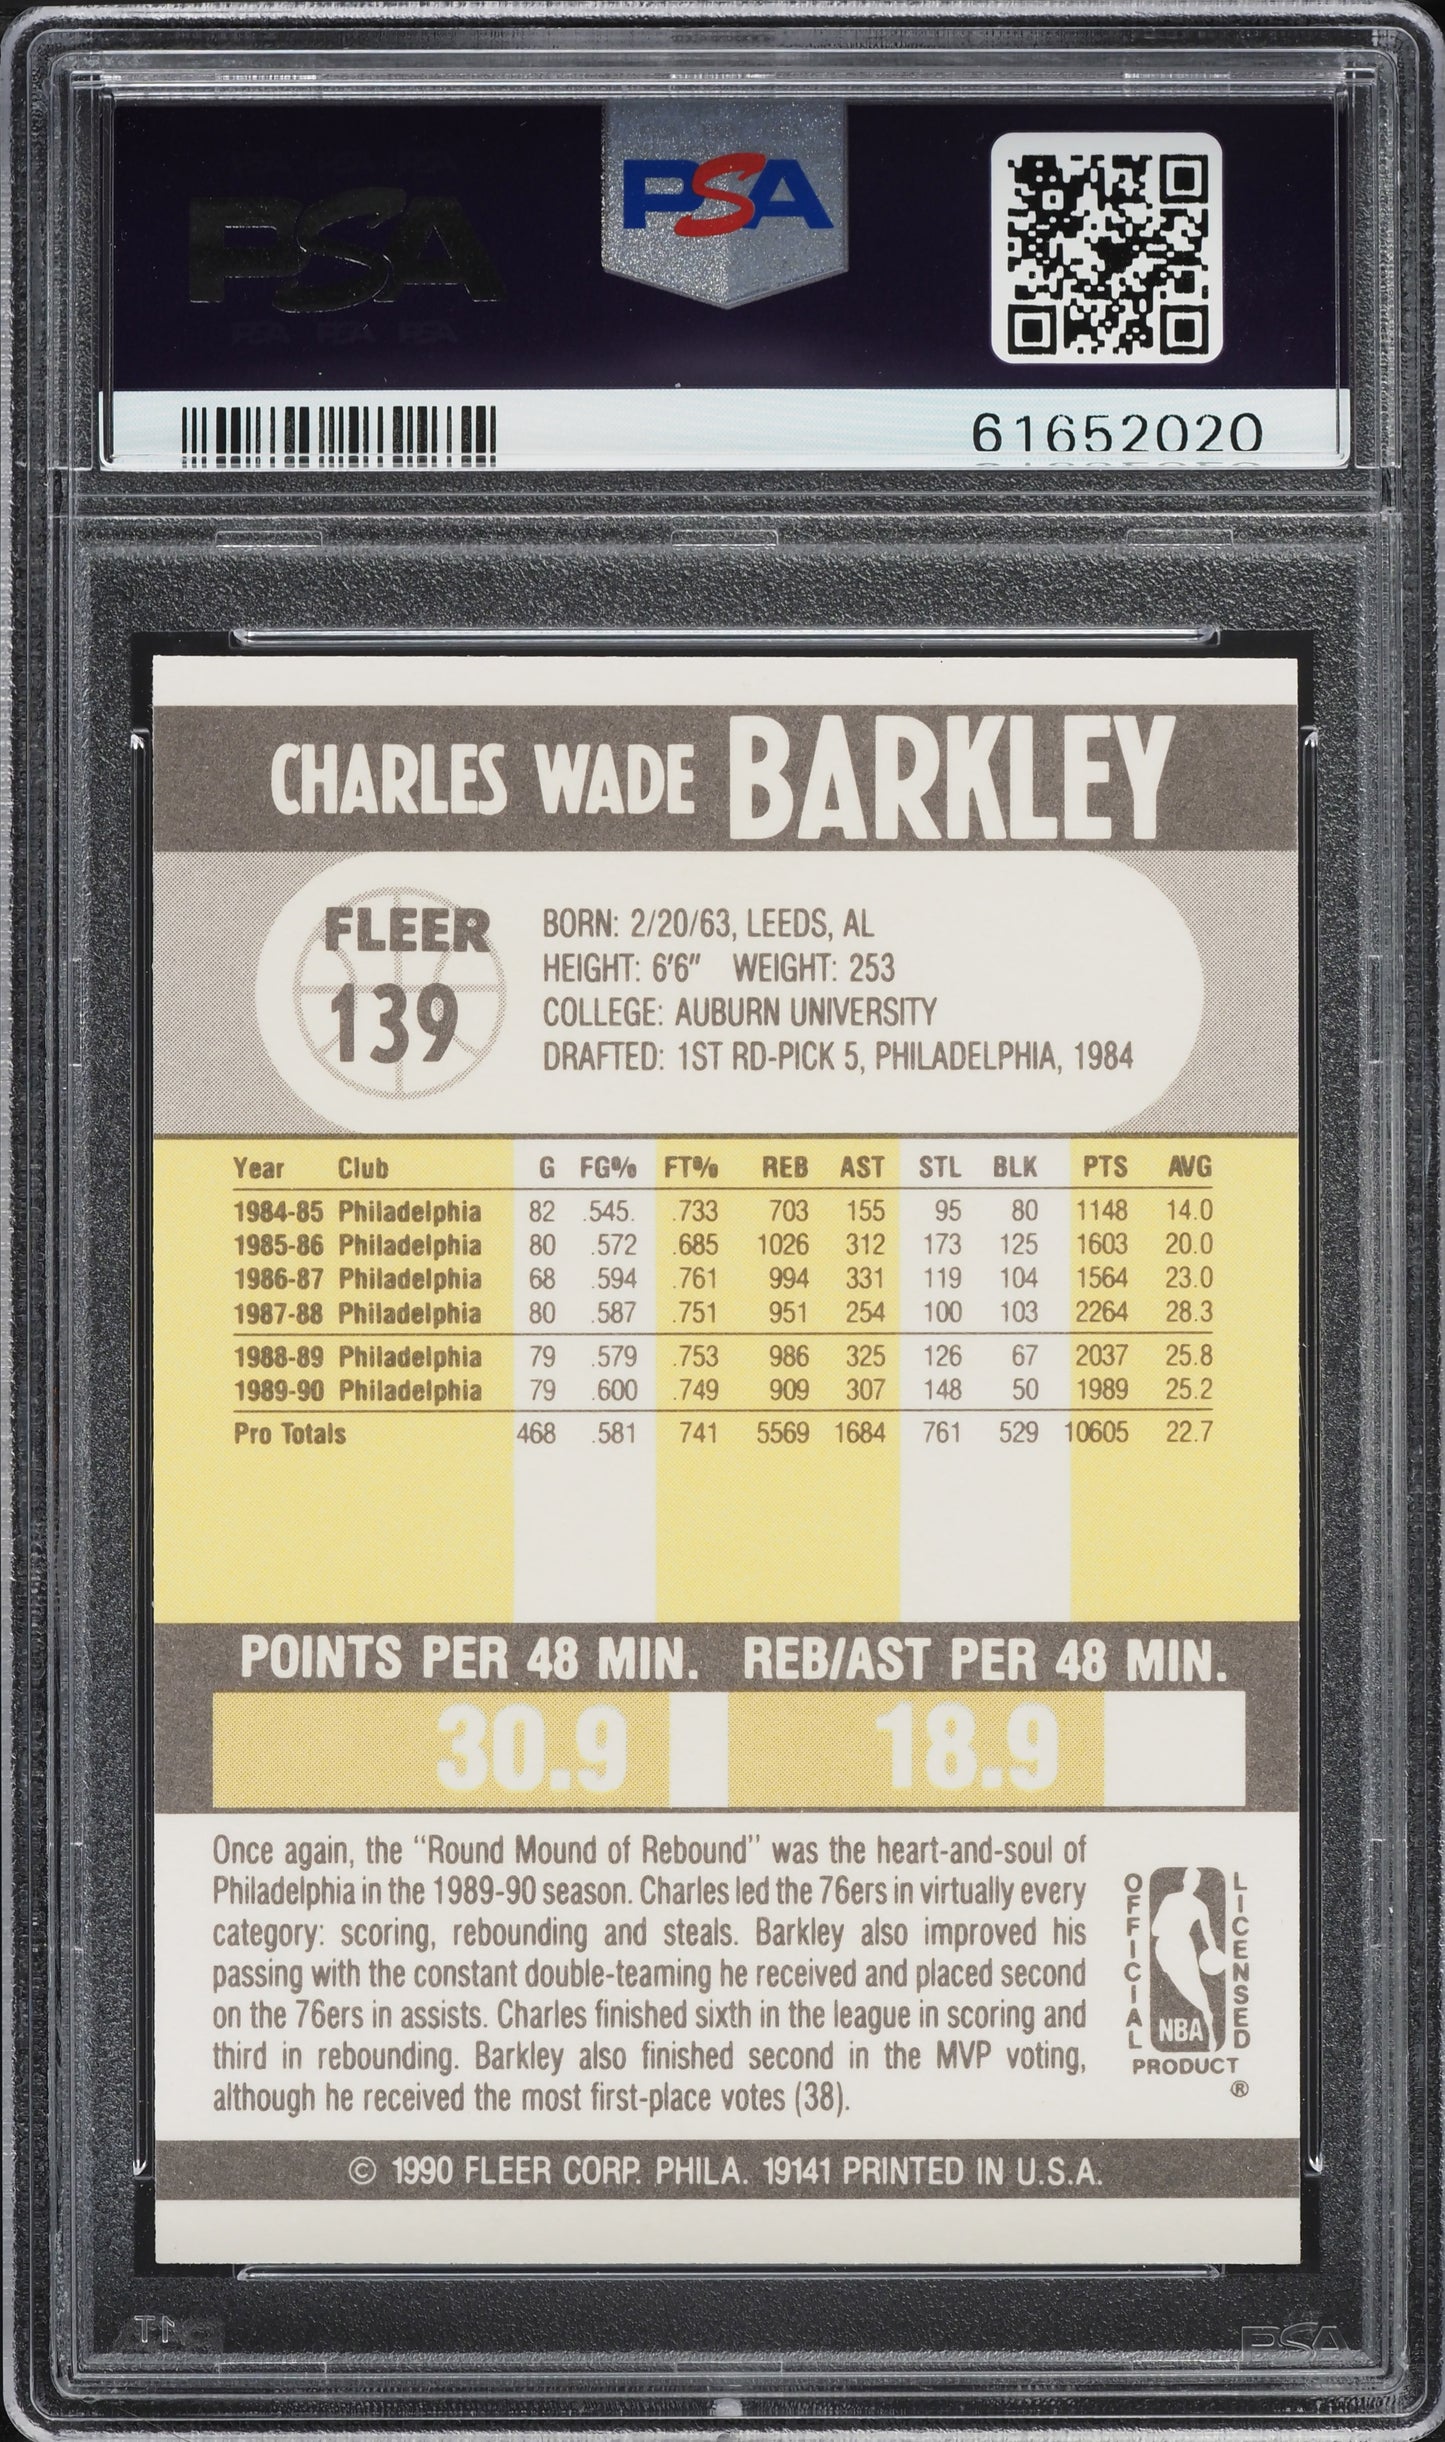 PSA
PSA
61652020
CHARLES WADE BARKLEY
FLEER
139
BORN: 2/20/63, LEEDS, AL
HEIGHT: 6'6" WEIGHT: 253
COLLEGE: AUBURN UNIVERSITY
DRAFTED: 1ST RD-PICK 5, PHILADELPHIA, 1984
Year Club G FG% FT% REB AST STL BLK PTS AVG
1984-85 Philadelphia 82 .545. .733 703 155 95 80 1148 14.0
1985-86 Philadelphia 80 .572 .685 1026 312 173 125 1603 20.0
1986-87 Philadelphia 68 .594 .761 994 331 119 104 1564 23.0
1987-88 Philadelphia 80 .587 .751 951 254 100 103 2264 28.3
1988-89 Philadelphia 79 .579 .753 986 325 126 67 2037 25.8
1989-90 Philadelphia 79 .600 .749 909 307 148 50 1989 25.2
Pro Totals 468 .581 741 5569 1684 761 529 10605 22.7
POINTS PER 48 MIN. REB/AST PER 48 MIN.
30.9 18.9
Once again, the "Round Mound of Rebound" was the heart-and-soul of
Philadelphia in the 1989-90 season. Charles led the 76ers in virtually every
category: scoring, rebounding and steals. Barkley also improved his
passing with the constant double-teaming he received and placed second
on the 76ers in assists. Charles finished sixth in the league in scoring and
third in rebounding. Barkley also finished second in the MVP voting,
although he received the most first-place votes (38).
OFFICIAL LICENSED
NBA
PRODUCT
®
© 1990 FLEER CORP. PHILA. 19141 PRINTED IN U.S.A.
PSA